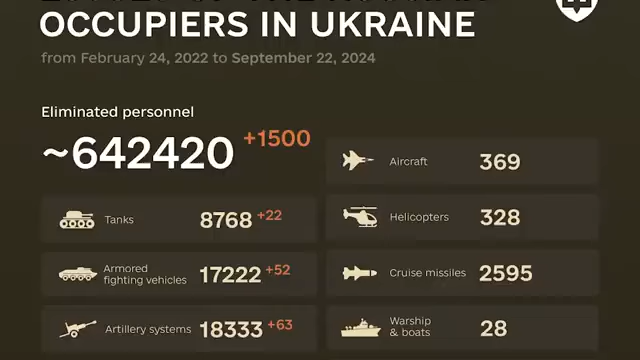 OCCUPIERS IN UKRAINE
from February 24, 2022 to September 22, 2024
Eliminated personnel
~642420 +1500
Aircraft 369
Tanks 8768 +22
Helicopters 328
Armored
fighting vehicles 17222 +52
Cruise missiles 2595
Artillery systems 18333 +63
Warship
& boats 28